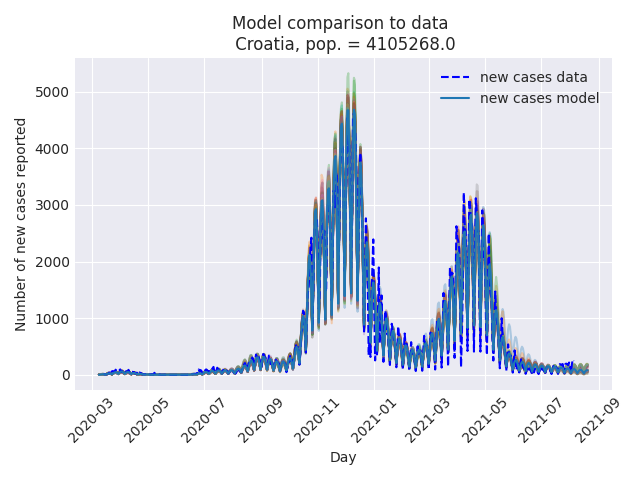 Model comparison to data
Croatia, pop. = 4105268.0
new cases data
new cases model
Number of new cases reported
5000
4000
3000
2000
1000
0
2020-03
2020-05
2020-07
2020-09
2020-11
2021-01
2021-03
2021-05
2021-07
2021-09
Day